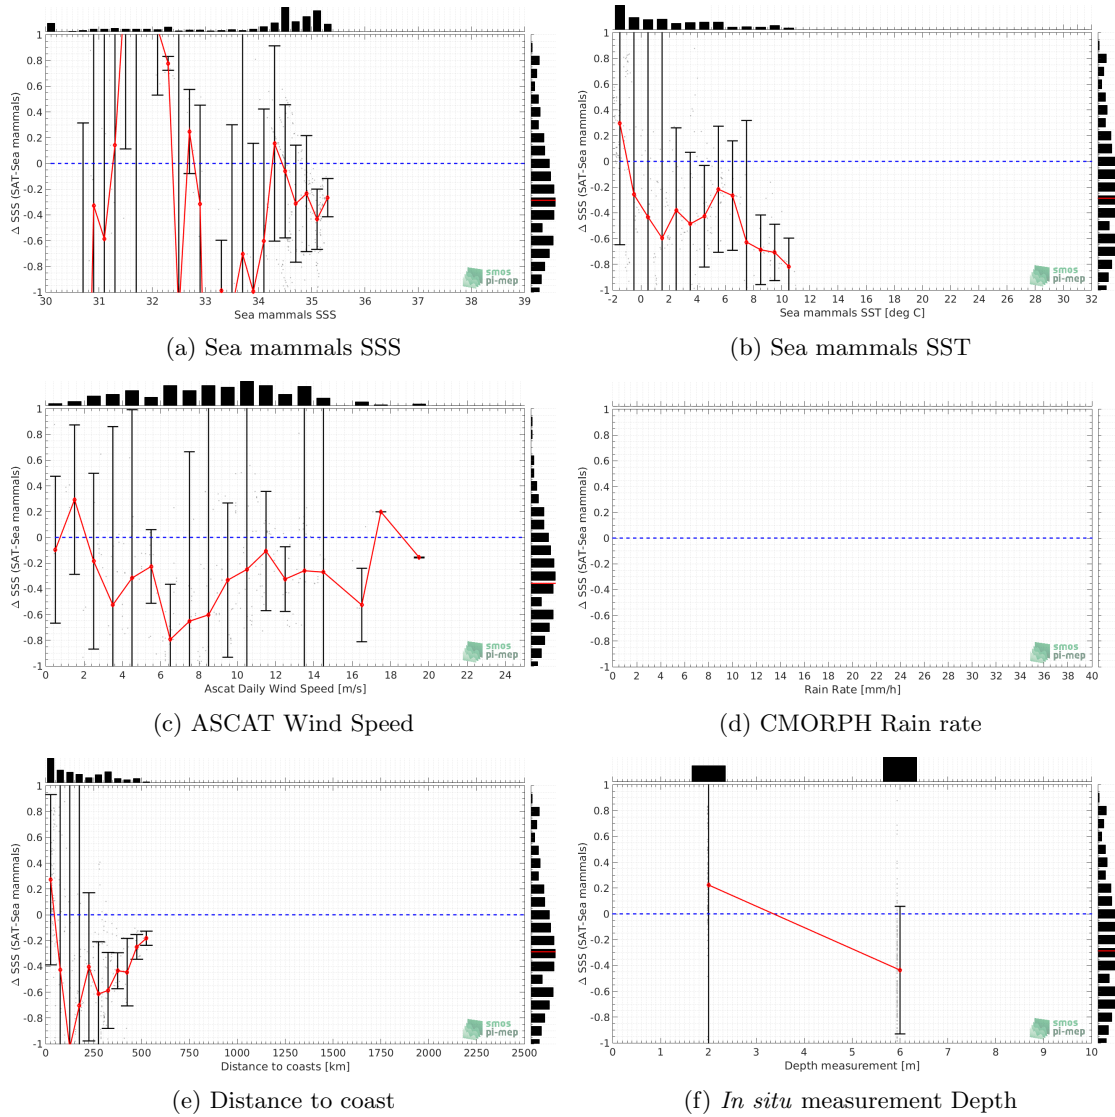 Δ SSS (SAT-Sea mammals)
1
0.8
0.6
0.4
0.2
0
-0.2
-0.4
-0.6
-0.8
-1
30 31 32 33 34 35 36 37 38 39
Sea mammals SSS
smos
pi-mep
(a) Sea mammals SSS
Δ SSS (SAT-Sea mammals)
1
0.8
0.6
0.4
0.2
0
-0.2
-0.4
-0.6
-0.8
-1
-2 0 2 4 6 8 10 12 14 16 18 20 22 24 26 28 30 32
Sea mammals SST [deg C]
smos
pi-mep
(b) Sea mammals SST
Δ SSS (SAT-Sea mammals)
1
0.8
0.6
0.4
0.2
0
-0.2
-0.4
-0.6
-0.8
-1
0 2 4 6 8 10 12 14 16 18 20 22 24
Ascat Daily Wind Speed [m/s]
smos
pi-mep
(c) ASCAT Wind Speed
Δ SSS (SAT-Sea mammals)
1
0.8
0.6
0.4
0.2
0
-0.2
-0.4
-0.6
-0.8
-1
0 2 4 6 8 10 12 14 16 18 20 22 24 26 28 30 32 34 36 38 40
Rain Rate [mm/h]
smos
pi-mep
(d) CMORPH Rain rate
Δ SSS (SAT-Sea mammals)
1
0.8
0.6
0.4
0.2
0
-0.2
-0.4
-0.6
-0.8
-1
0 250 500 750 1000 1250 1500 1750 2000 2250 2500
Distance to coasts [km]
smos
pi-mep
(e) Distance to coast
Δ SSS (SAT-Sea mammals)
1
0.8
0.6
0.4
0.2
0
-0.2
-0.4
-0.6
-0.8
-1
0 1 2 3 4 5 6 7 8 9 10
Depth measurement [m]
smos
pi-mep
(f) In situ measurement Depth